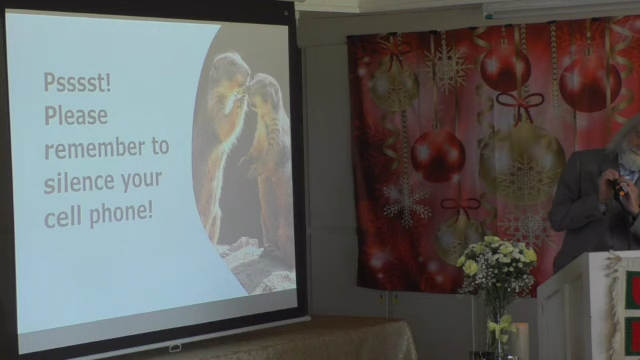 Psssst!
Please
remember to
silence your
cell phone!